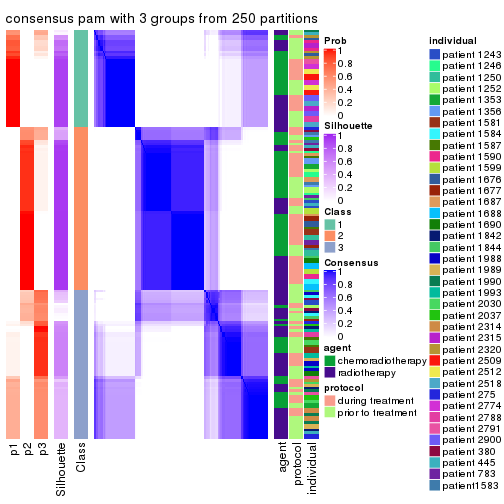 consensus pam with 3 groups from 250 partitions
Prob
1
0.8
0.6
0.4
0.2
0
Silhouette
1
0.8
0.6
0.4
0.2
0
Class
1
2
3
Consensus
1
0.8
0.6
0.4
0.2
0
agent
chemoradiotherapy
radiotherapy
protocol
during treatment
prior to treatment
individual
patient 1243
patient 1246
patient 1250
patient 1252
patient 1353
patient 1356
patient 1581
patient 1584
patient 1587
patient 1590
patient 1599
patient 1676
patient 1677
patient 1687
patient 1688
patient 1690
patient 1842
patient 1844
patient 1988
patient 1989
patient 1990
patient 1993
patient 2030
patient 2037
patient 2314
patient 2315
patient 2320
patient 2509
patient 2512
patient 2518
patient 275
patient 2774
patient 2788
patient 2791
patient 2900
patient 380
patient 445
patient 783
patient1583
p1
p2
p3
Silhouette
Class
agent
protocol
individual